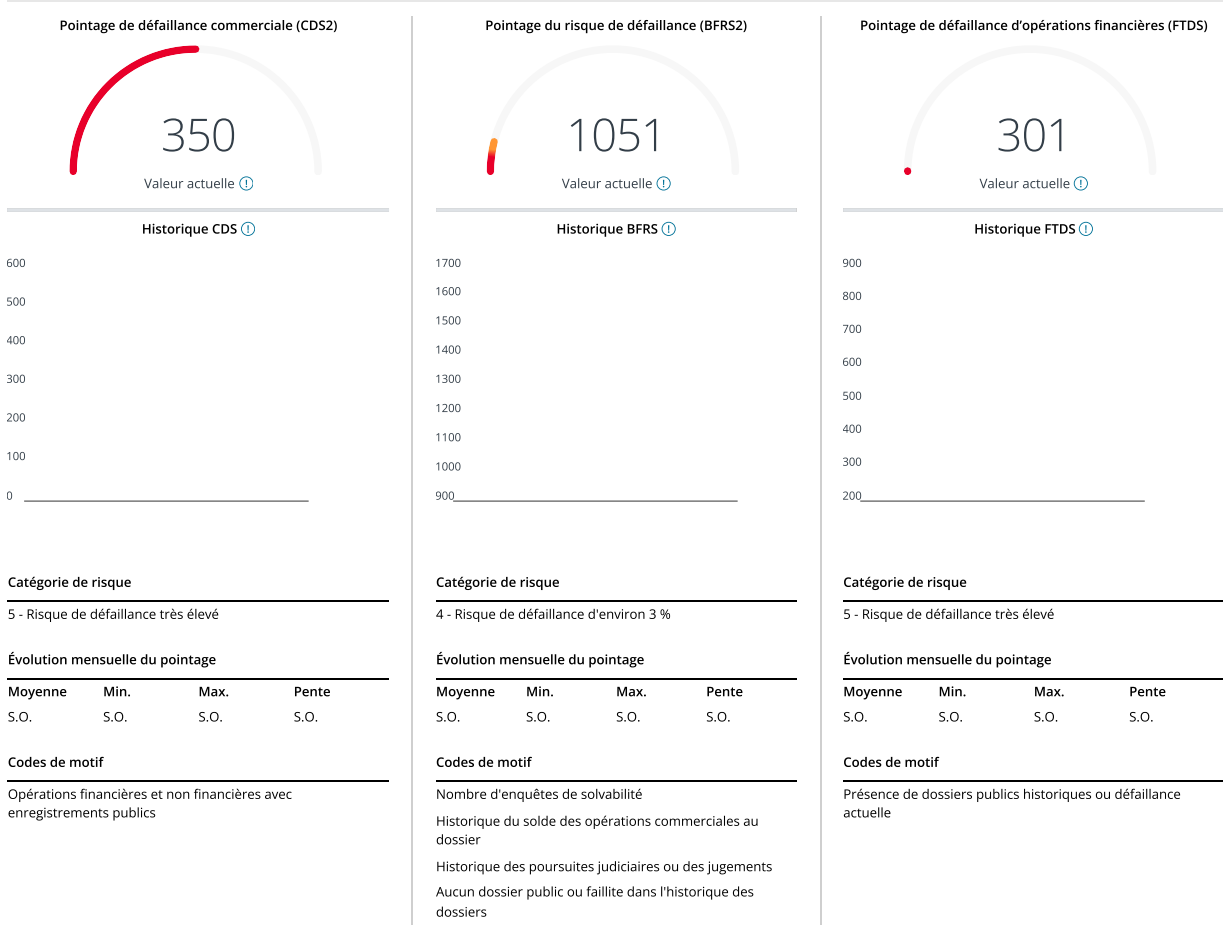 Pointage de défaillance commerciale (CDS2)
350
Valeur actuelle
Historique CDS
600
500
400
300
200
100
0
Catégorie de risque
5 - Risque de défaillance très élevé
Évolution mensuelle du pointage
Moyenne Min. Max. Pente
S.O. S.O. S.O. S.O.
Codes de motif
Opérations financières et non financières avec
enregistrements publics
Pointage du risque de défaillance (BFRS2)
1051
Valeur actuelle
Historique BFRS
1700
1600
1500
1400
1300
1200
1100
1000
900
Catégorie de risque
4 - Risque de défaillance d'environ 3 %
Évolution mensuelle du pointage
Moyenne Min. Max. Pente
S.O. S.O. S.O. S.O.
Codes de motif
Nombre d'enquêtes de solvabilité
Historique du solde des opérations commerciales au
dossier
Historique des poursuites judiciaires ou des jugements
Aucun dossier public ou faillite dans l'historique des
dossiers
Pointage de défaillance d’opérations financières (FTDS)
301
Valeur actuelle
Historique FTDS
900
800
700
600
500
400
300
200
Catégorie de risque
5 - Risque de défaillance très élevé
Évolution mensuelle du pointage
Moyenne Min. Max. Pente
S.O. S.O. S.O. S.O.
Codes de motif
Présence de dossiers publics historiques ou défaillance
actuelle